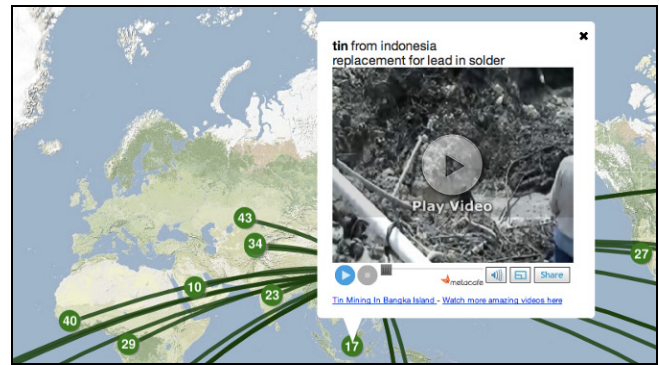 tin from indonesia
replacement for lead in solder
Play Video
metacafe
Share
Tin Mining In Bangka Island - Watch more amazing videos here
43
34
10
23
40
29
17
27